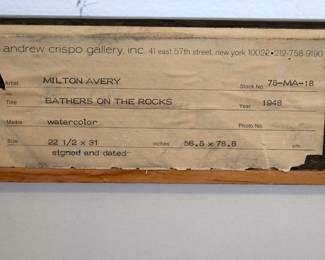 andrew crispo gallery, inc. 41 east 57th street, new york 10022 • 212-758-9190
Artist MILTON AVERY Stock No. 75-MA-18
Title BATHERS ON THE ROCKS Year 1948
Media watercolor Photo No.
Size 22 1/2 x 31 inches 56.5 x 78.8 cm.
signed and dated